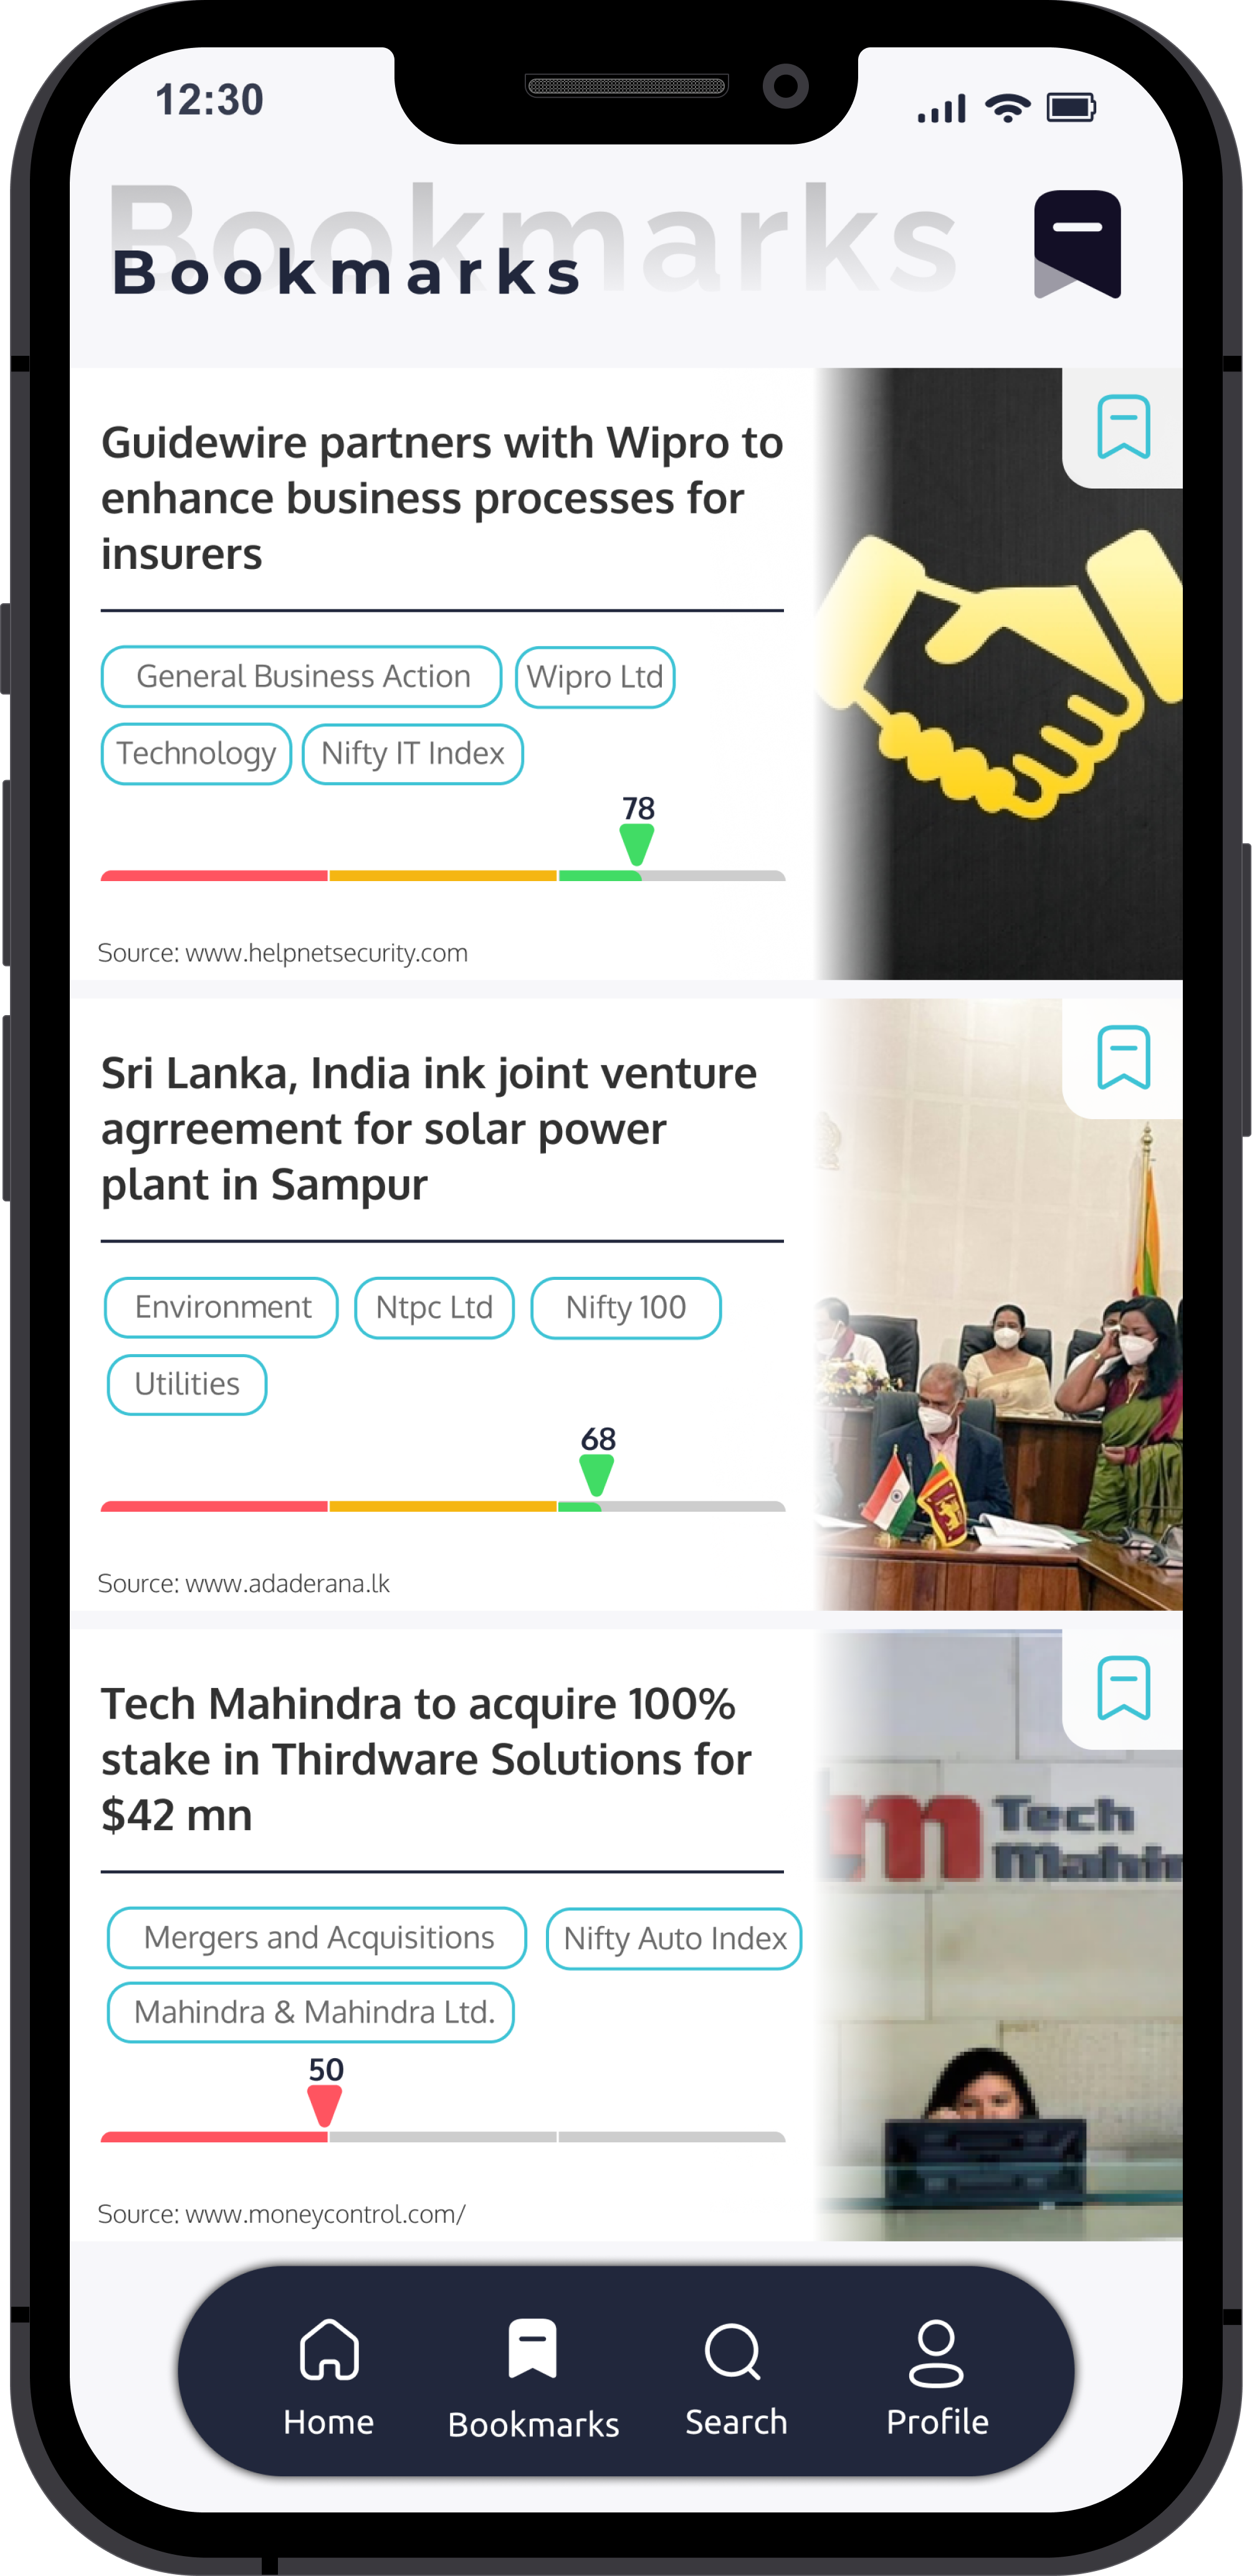 12:30
Bookmarks
Bookmarks
Guidewire partners with Wipro to
enhance business processes for
insurers
General Business Action
Wipro Ltd
Technology
Nifty IT Index
78
Source: www.helpnetsecurity.com
Sri Lanka, India ink joint venture
agrreement for solar power
plant in Sampur
Environment
Ntpc Ltd
Nifty 100
Utilities
68
Source: www.adaderana.lk
Tech Mahindra to acquire 100%
stake in Thirdware Solutions for
$42 mn
Tech
Mahin
Mergers and Acquisitions
Nifty Auto Index
Mahindra & Mahindra Ltd.
50
Source: www.moneycontrol.com/
Home
Bookmarks
Search
Profile